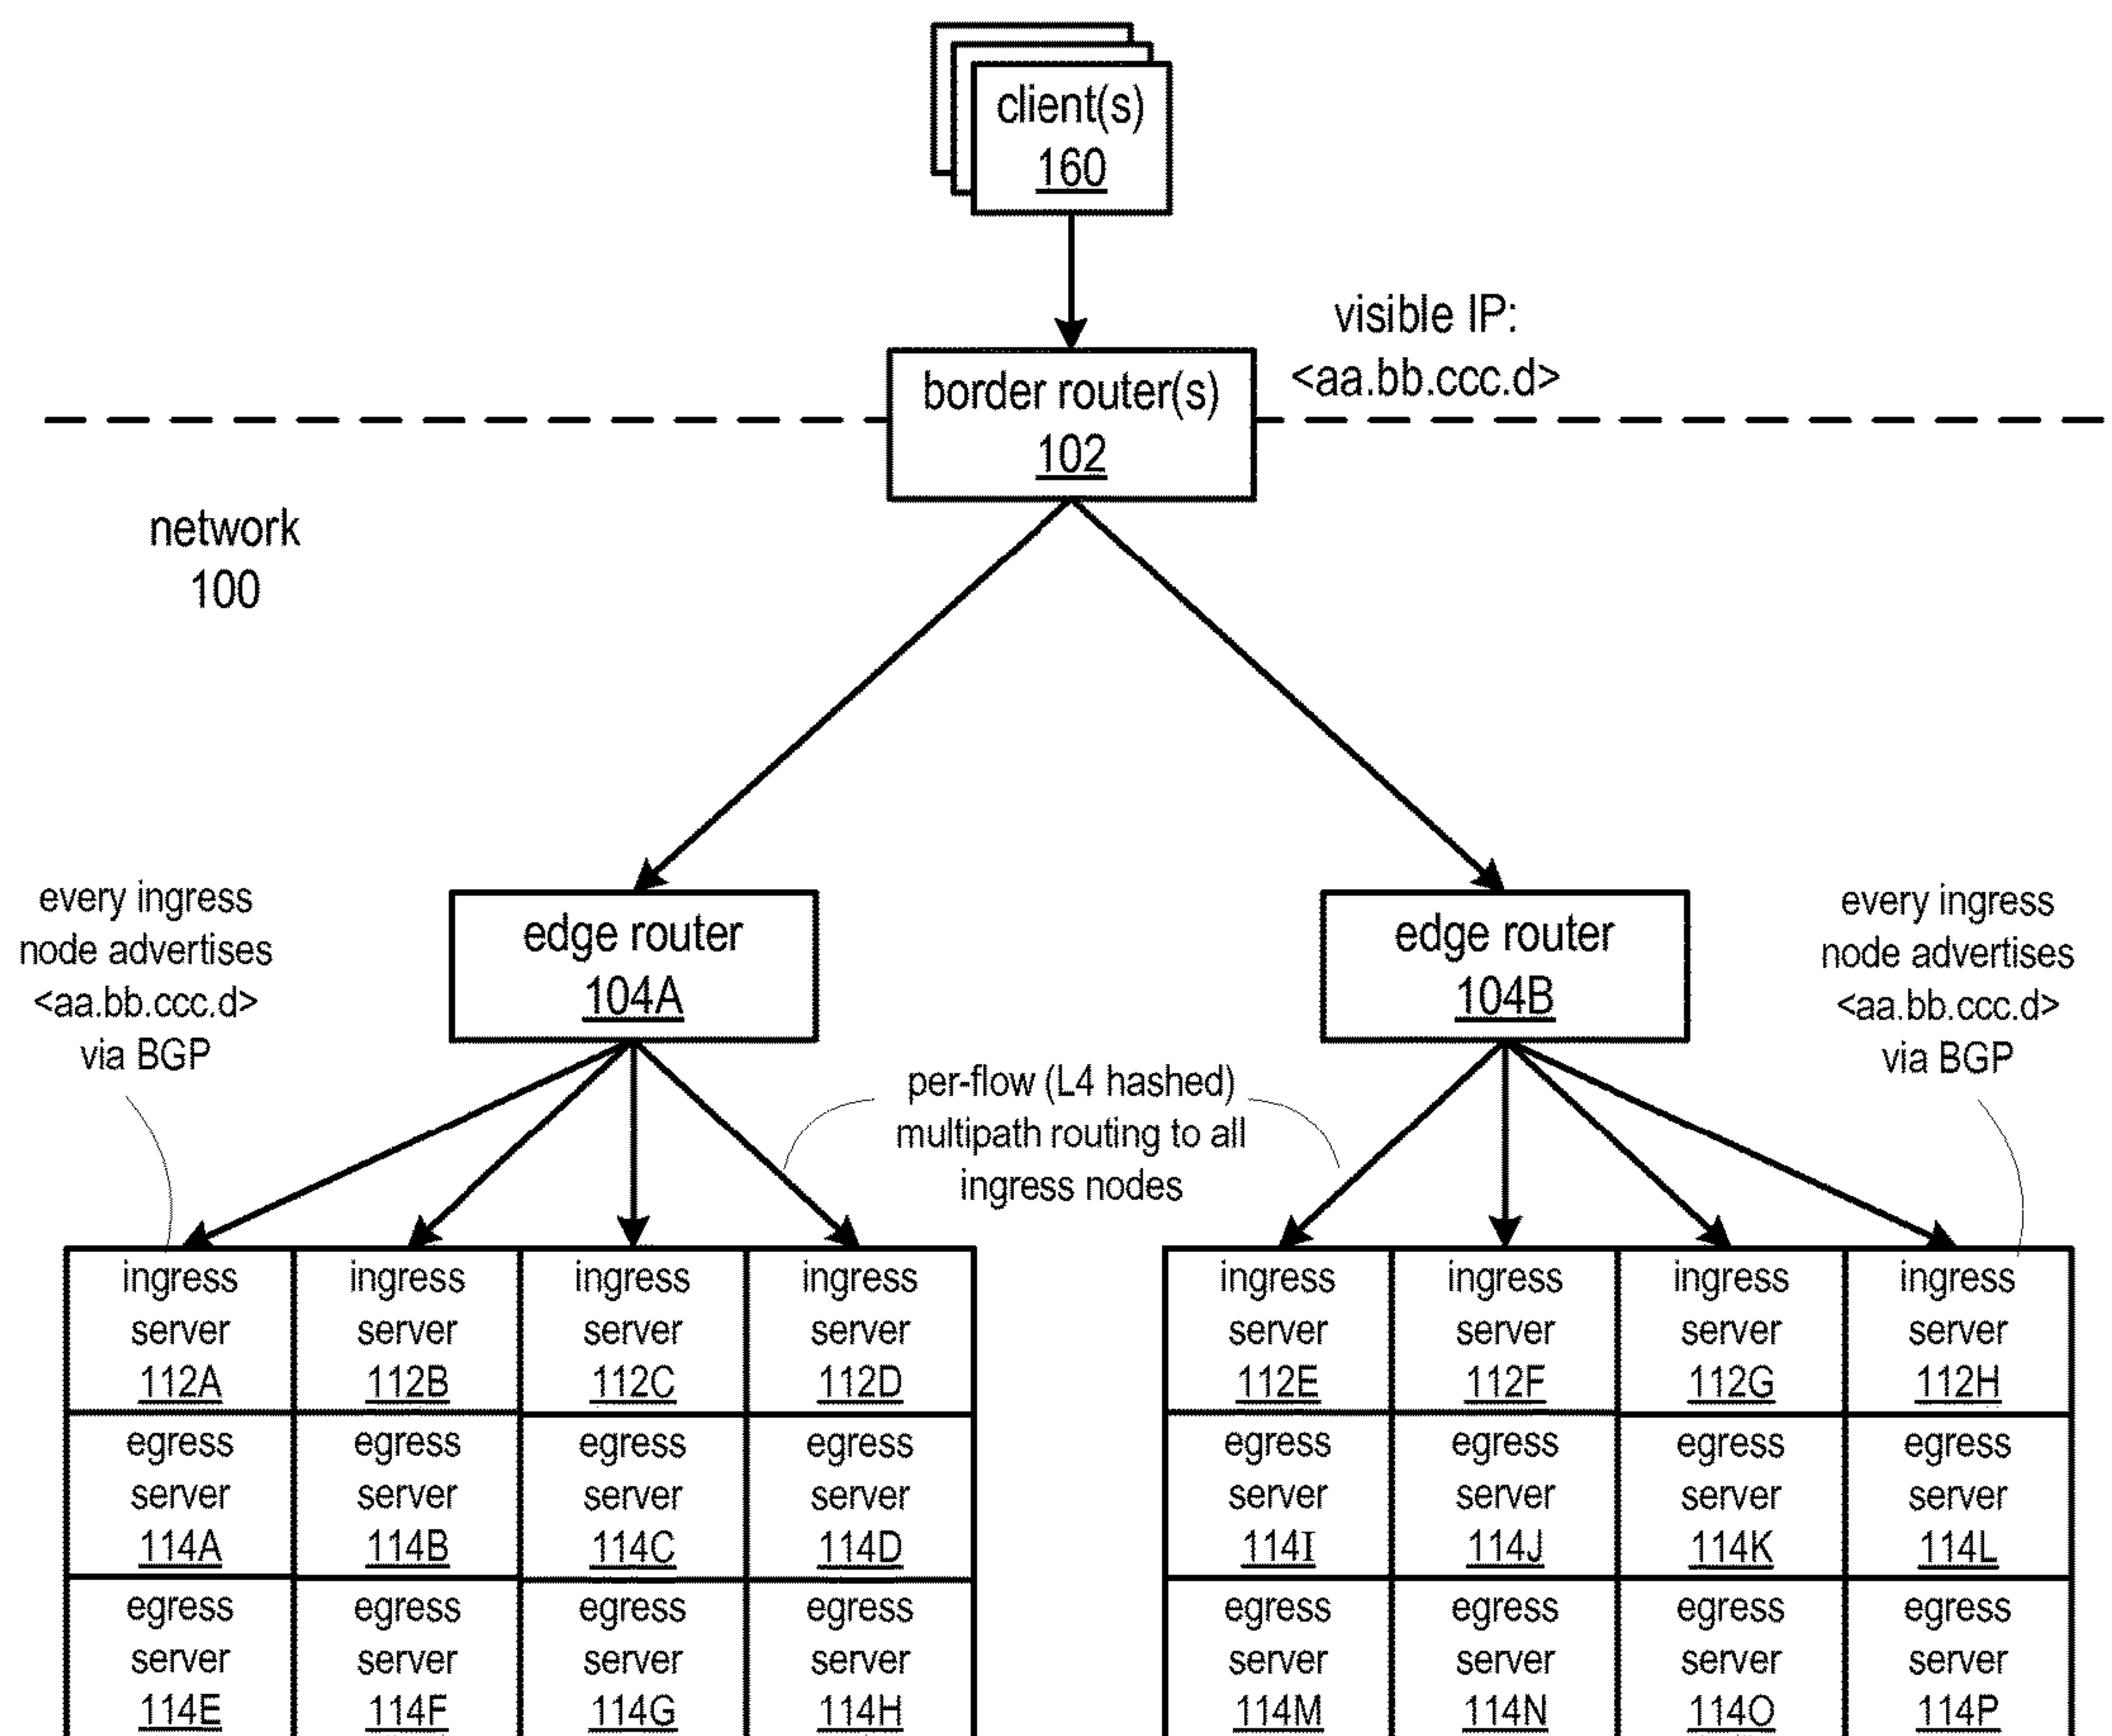 client(s)
160
visible IP:
<aa.bb.ccc.d>
border router(s)
102
network
100
every ingress
node advertises
<aa.bb.ccc.d>
via BGP
edge router
104A
edge router
104B
every ingress
node advertises
<aa.bb.ccc.d>
via BGP
per-flow (L4 hashed)
multipath routing to all
ingress nodes
ingress
server
112A
ingress
server
112B
ingress
server
112C
ingress
server
112D
ingress
server
112E
ingress
server
112F
ingress
server
112G
ingress
server
112H
egress
server
114A
egress
server
114B
egress
server
114C
egress
server
114D
egress
server
114I
egress
server
114J
egress
server
114K
egress
server
114L
egress
server
114E
egress
server
114F
egress
server
114G
egress
server
114H
egress
server
114M
egress
server
114N
egress
server
114O
egress
server
114P